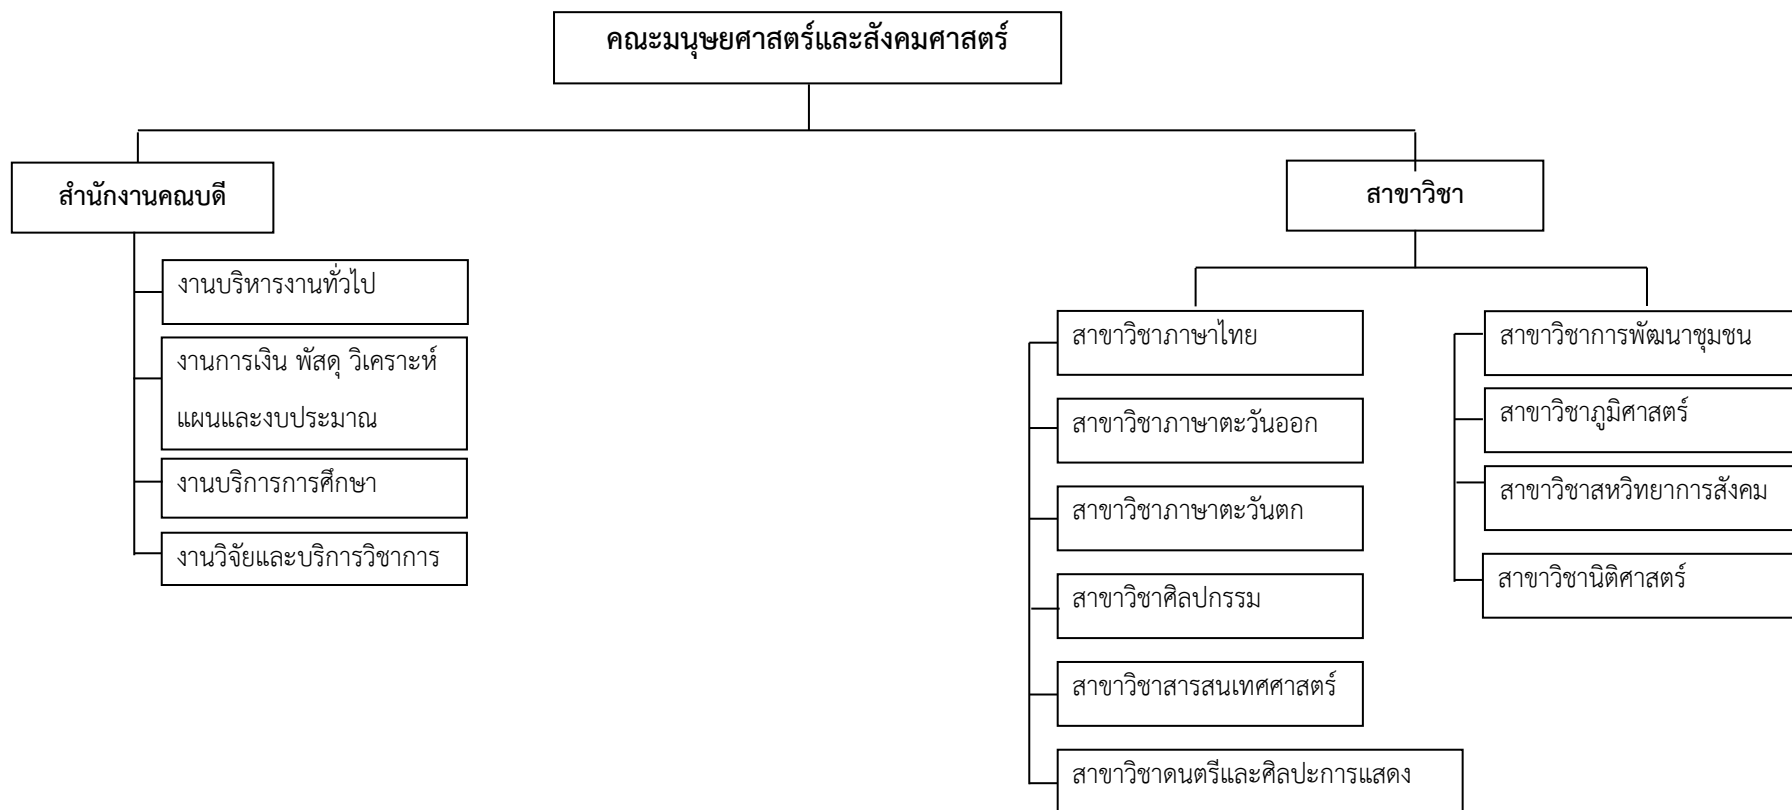 คณะมนุษยศาสตร์และสังคมศาสตร์
สำนักงานคณบดี
งานบริหารงานทั่วไป
งานการเงิน พัสดุ วิเคราะห์
แผนและงบประมาณ
งานบริการการศึกษา
งานวิจัยและบริการวิชาการ
สาขาวิชา
สาขาวิชาภาษาไทย
สาขาวิชาภาษาตะวันออก
สาขาวิชาภาษาตะวันตก
สาขาวิชาศิลปกรรม
สาขาวิชาสารสนเทศศาสตร์
สาขาวิชาดนตรีและศิลปะการแสดง
สาขาวิชาการพัฒนาชุมชน
สาขาวิชาภูมิศาสตร์
สาขาวิชาสหวิทยาการสังคม
สาขาวิชานิติศาสตร์